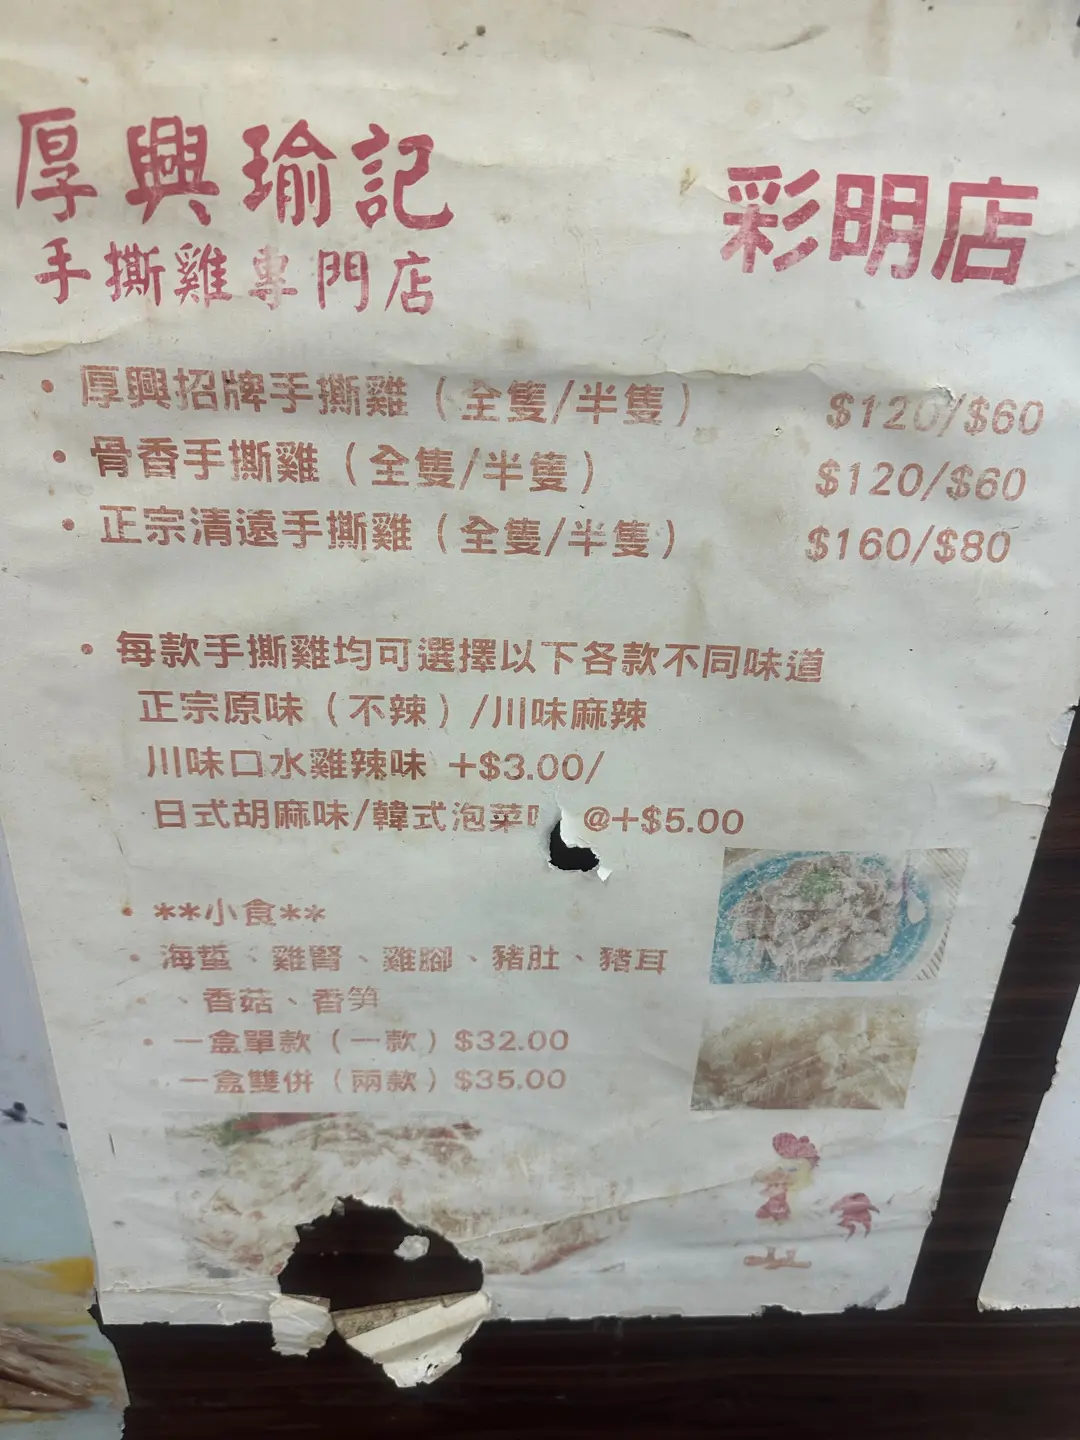 厚興瑜記
手撕雞專門店
彩明店
• 厚興招牌手撕雞（全隻/半隻） $120/$60
• 骨香手撕雞（全隻/半隻） $120/$60
• 正宗清遠手撕雞（全隻/半隻） $160/$80
• 每款手撕雞均可選擇以下各款不同味道
正宗原味（不辣）/川味麻辣
川味口水雞辣味 +$3.00/
日式胡麻味/韓式泡菜 @+$5.00
• **小食**
• 海蜇、雞腎、雞腳、豬肚、豬耳
• 、香菇、香筍
• 一盒單款（一款）$32.00
• 一盒雙併（兩款）$35.00